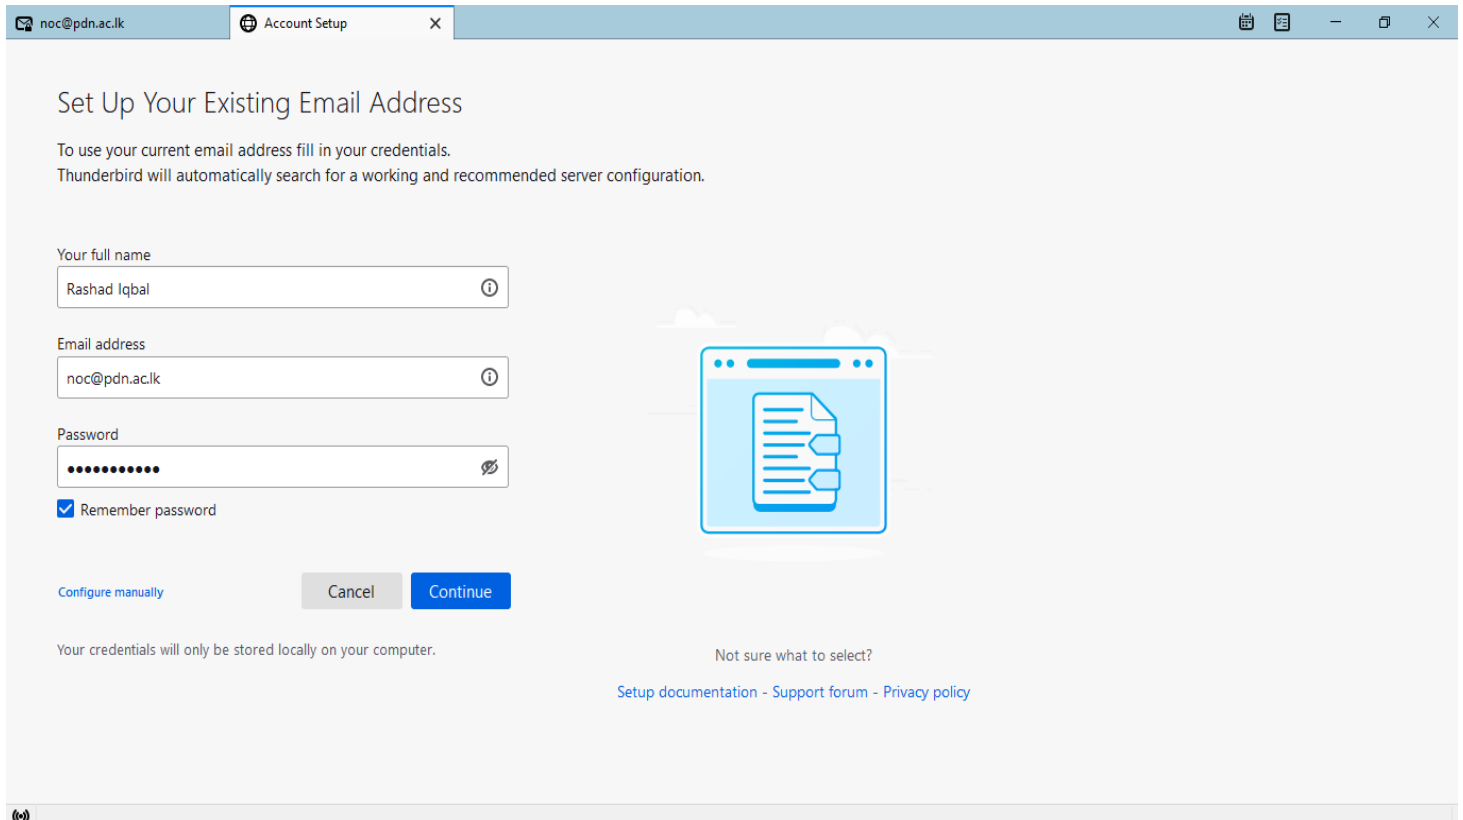 noc@pdn.ac.lk
Account Setup
Set Up Your Existing Email Address
To use your current email address fill in your credentials.
Thunderbird will automatically search for a working and recommended server configuration.
Your full name
Rashad Iqbal
Email address
noc@pdn.ac.lk
Password
Remember password
Configure manually
Cancel
Continue
Your credentials will only be stored locally on your computer.
Not sure what to select?
Setup documentation - Support forum - Privacy policy